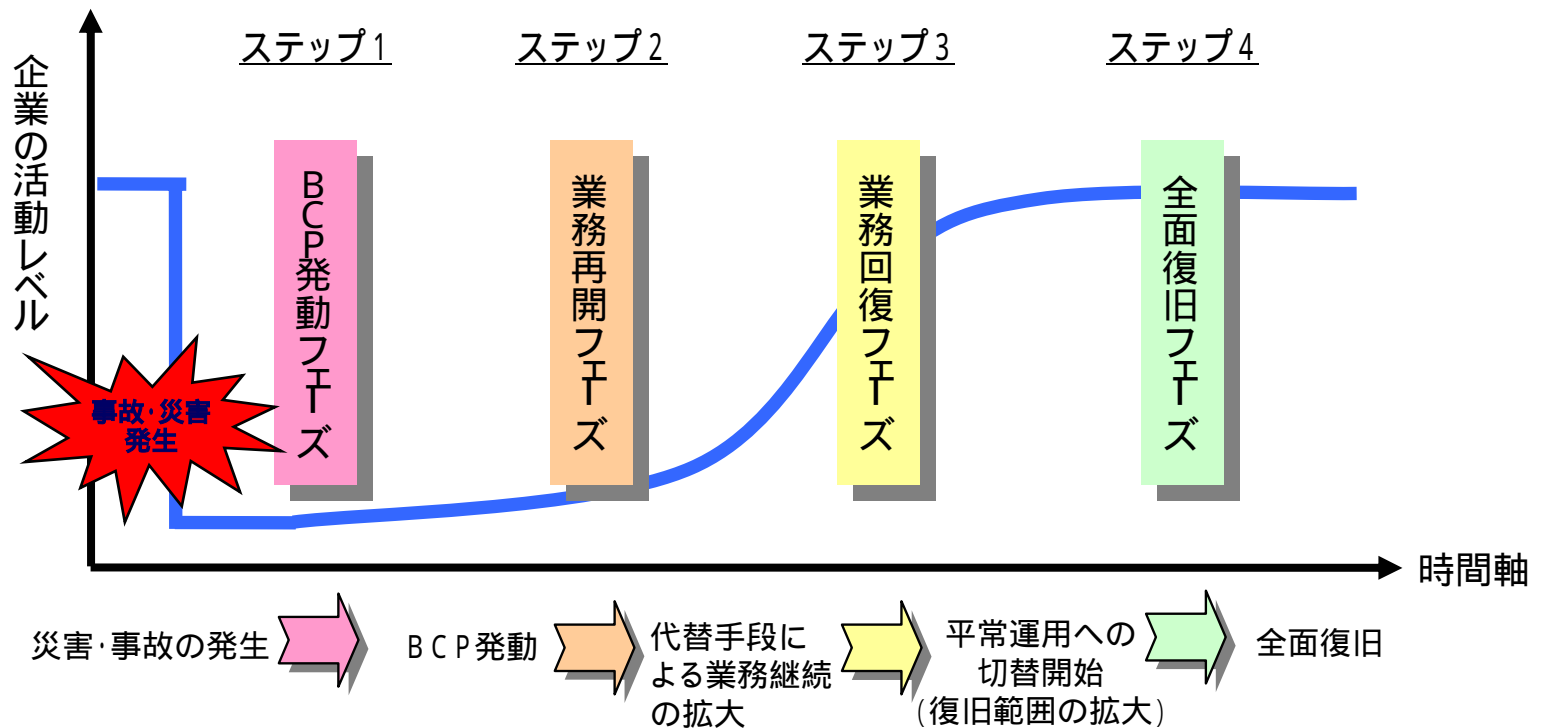 ステップ1
ステップ2
ステップ3
ステップ4
企業の活動レベル
BCP発動フェーズ
業務再開フェーズ
業務回復フェーズ
全面復旧フェーズ
事故・災害
発生
時間軸
災害・事故の発生
BCP発動
代替手段に
よる業務継続
の拡大
平常運用への
切替開始
(復旧範囲の拡大)
全面復旧